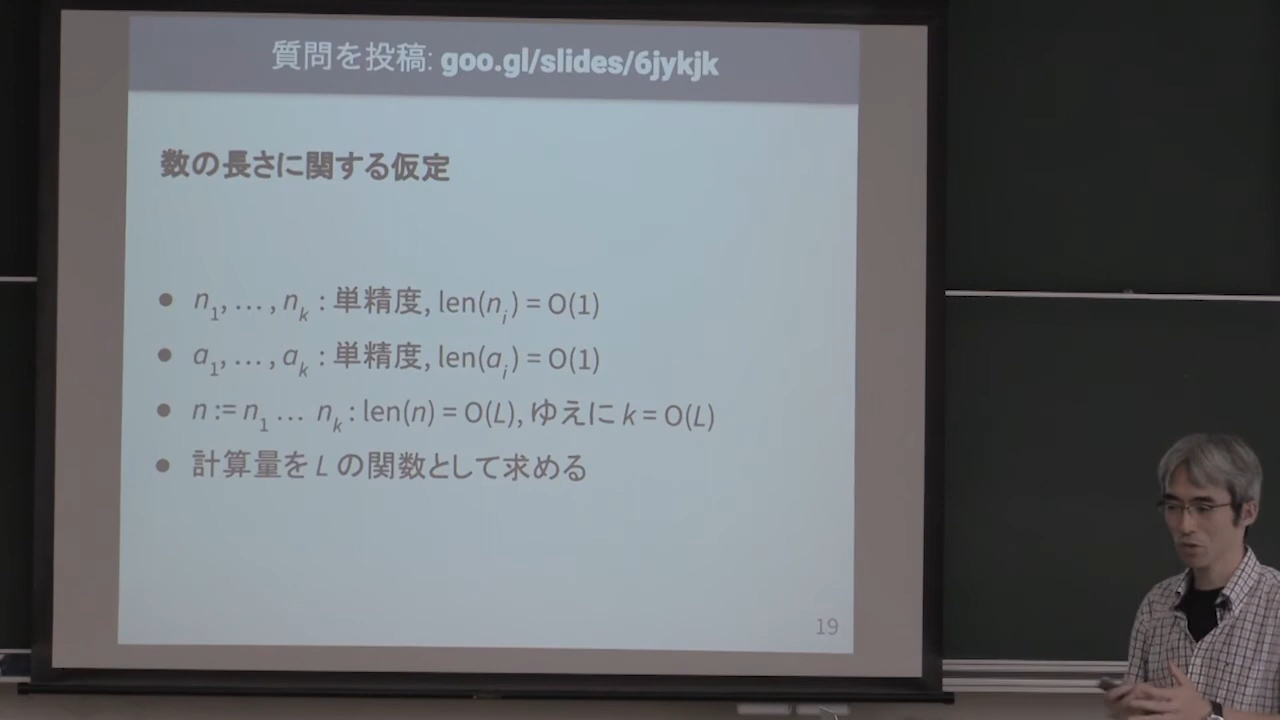 質問を投稿: goo.gl/slides/6jykjk
数の長さに関する仮定
● n₁, … , nₖ : 単精度, len(nᵢ) = O(1)
● a₁, … , aₖ : 単精度, len(aᵢ) = O(1)
● n := n₁ … nₖ : len(n) = O(L), ゆえに k = O(L)
● 計算量を L の関数として求める
19